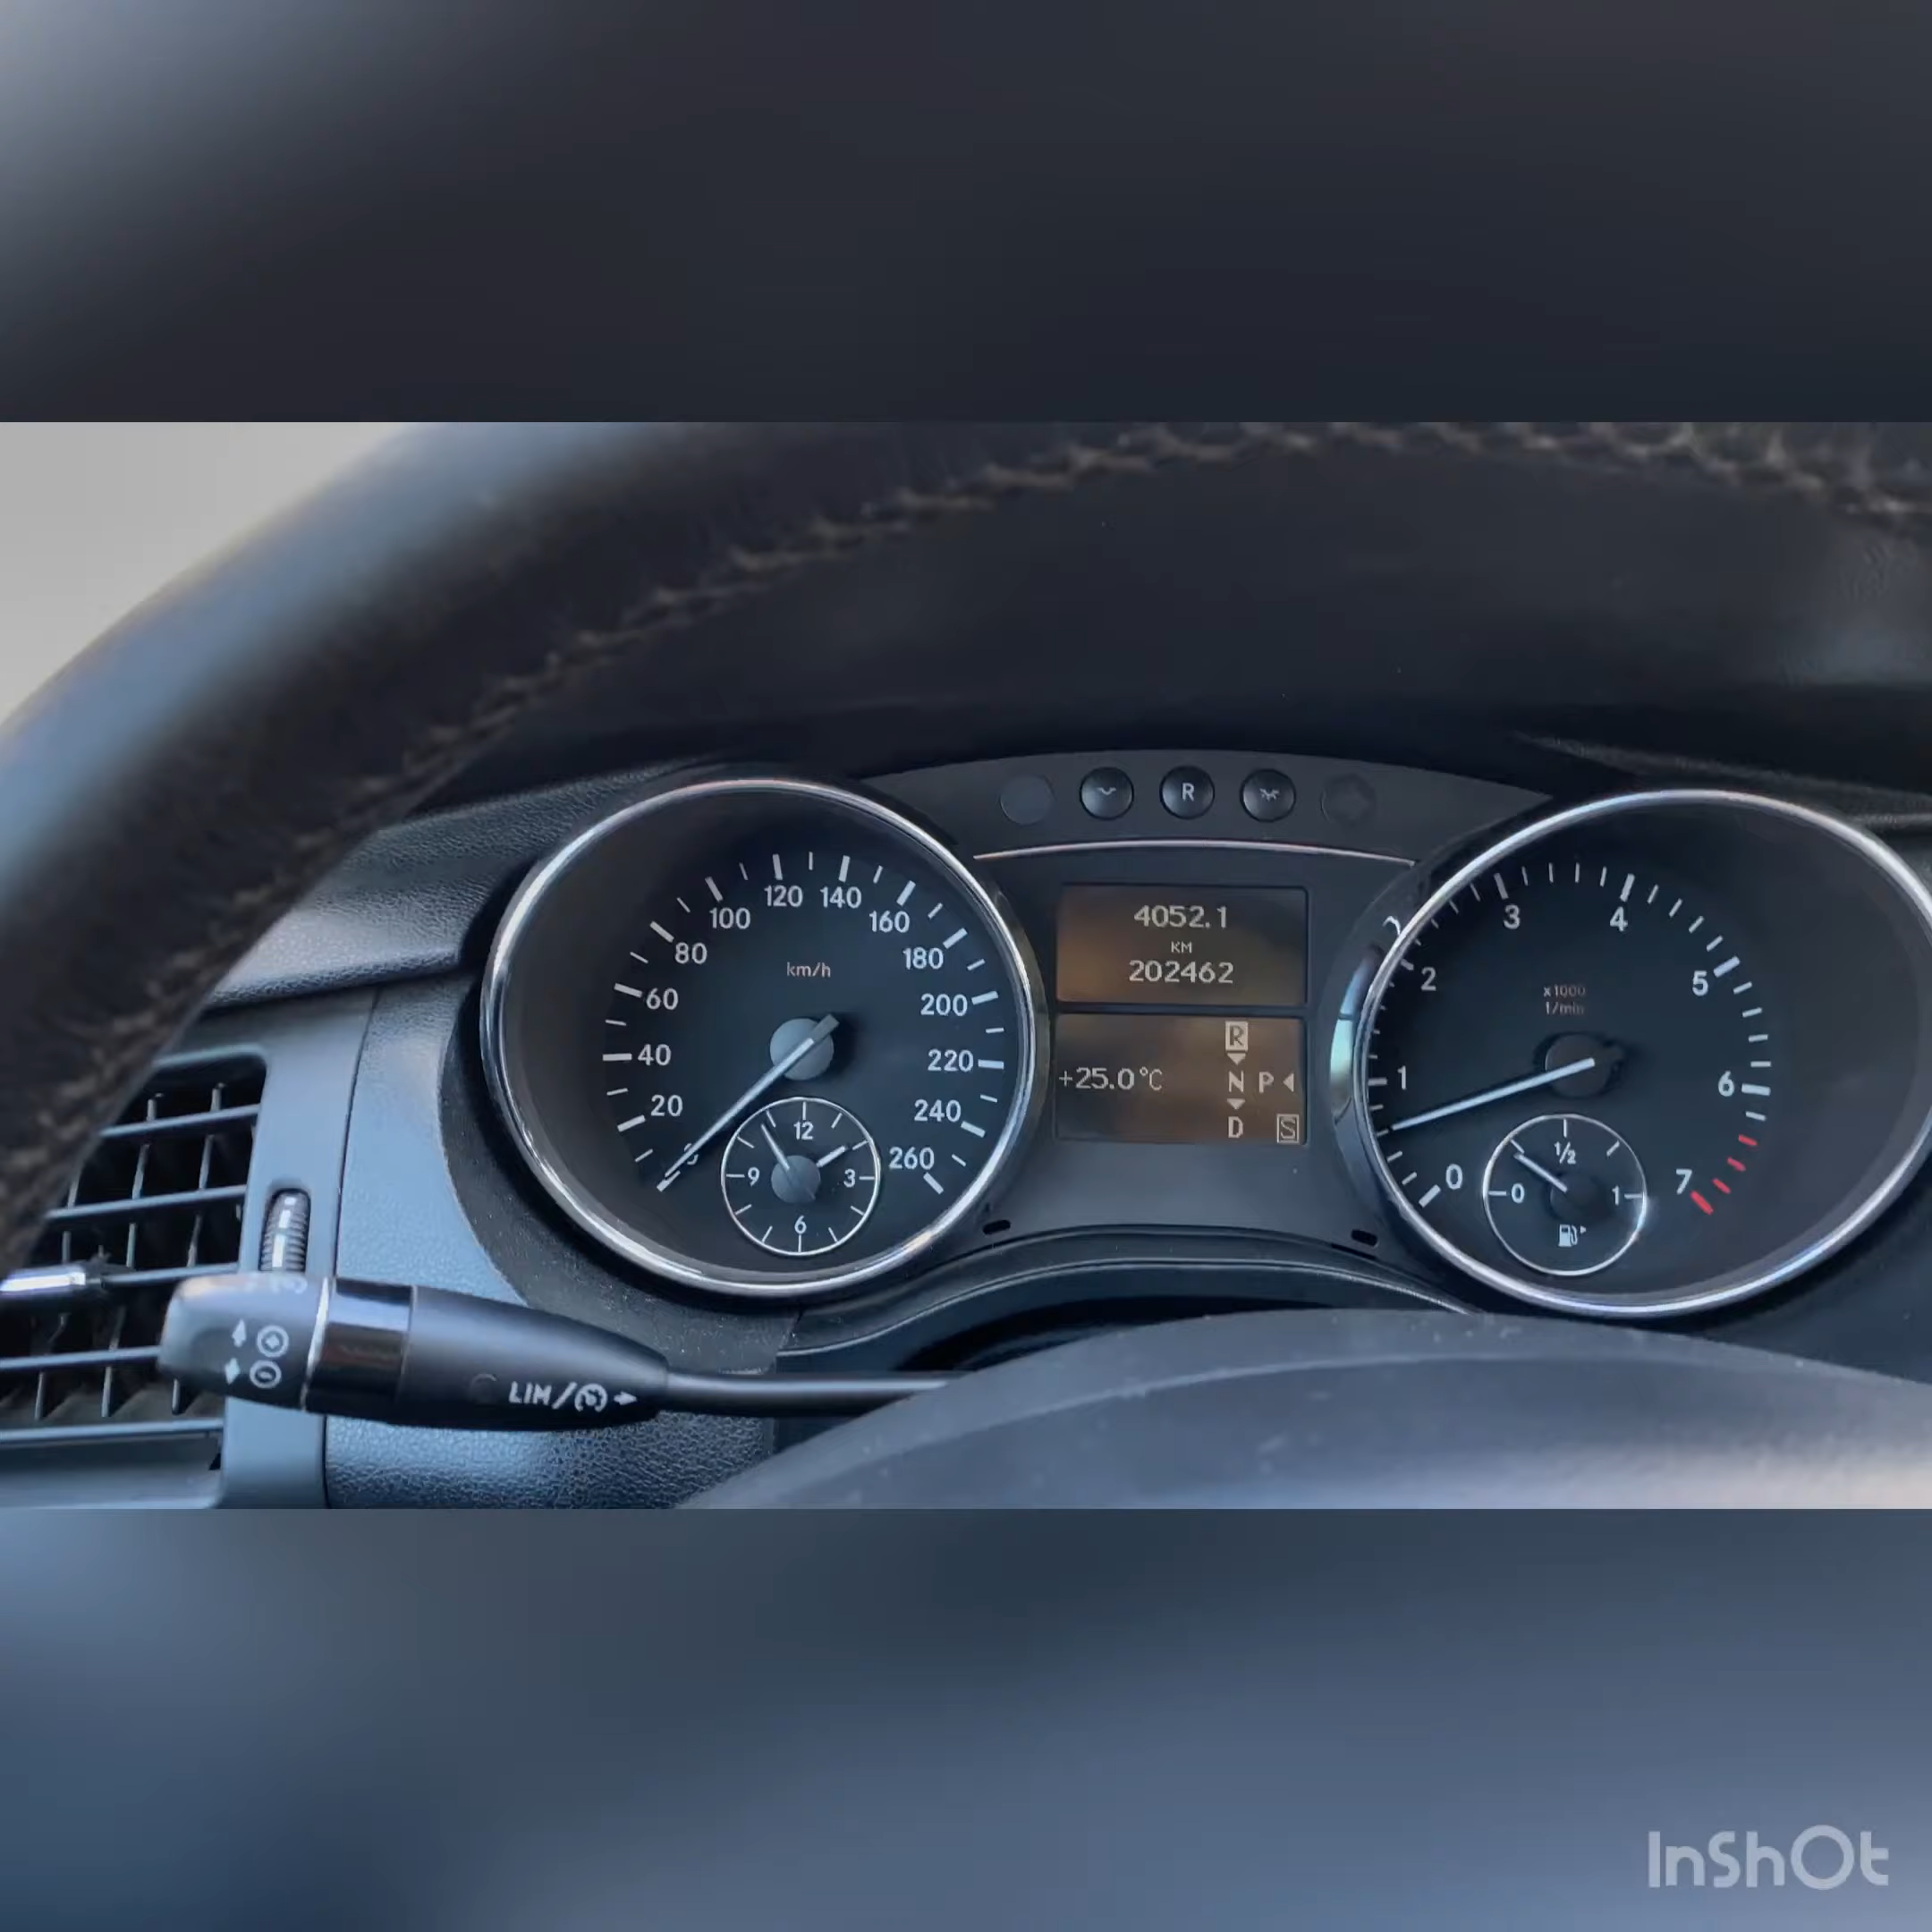 R
120 140
100 160
80 180
60 200
40 220
20 240
260
km/h
12
9 3
6
4052.1
KM
202462
+25.0°C
R
N P
D S
3 4
2 5
1 6
0 7
x1000
1/min
1/2
0 1
LIM/
InShOt